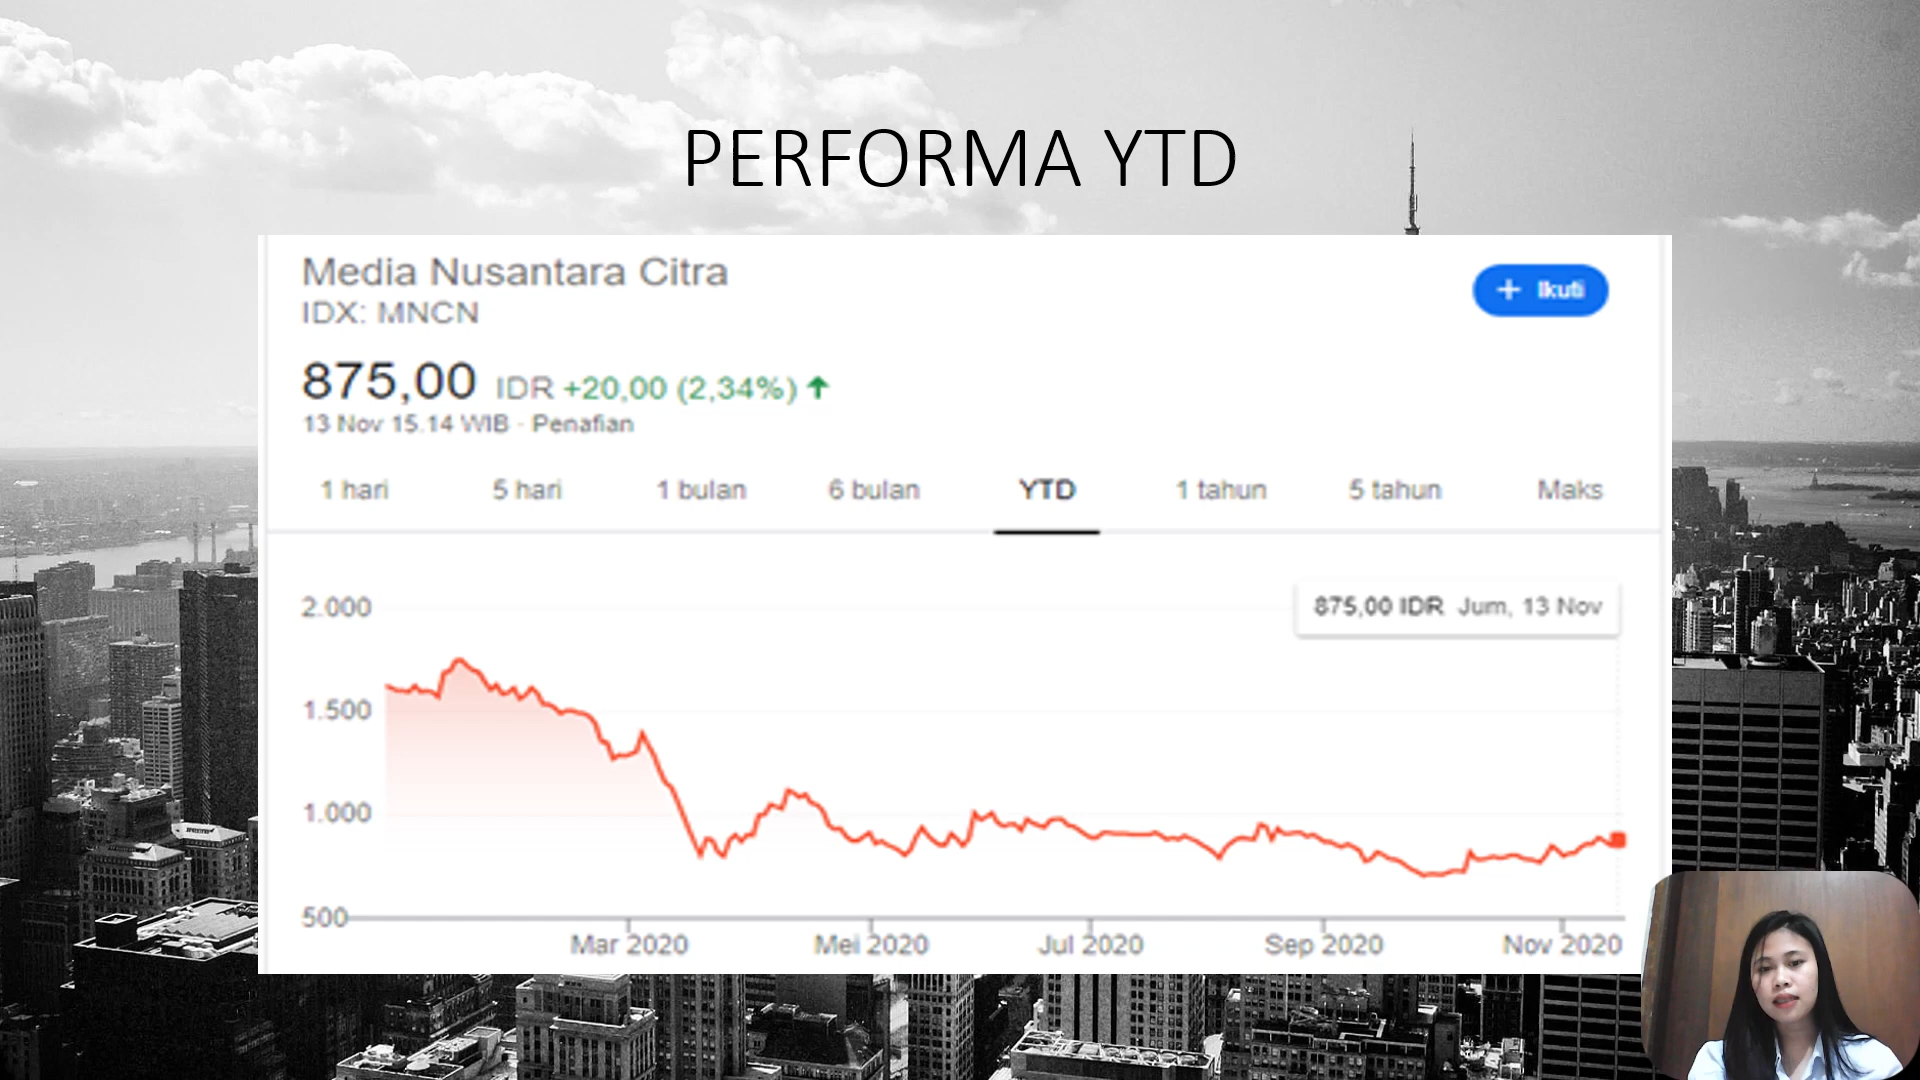 PERFORMA YTD
Media Nusantara Citra
IDX: MNCN
+ Ikuti
875,00 IDR +20,00 (2,34%) ↑
13 Nov 15.14 WIB · Penafian
1 hari 5 hari 1 bulan 6 bulan YTD 1 tahun 5 tahun Maks
875,00 IDR Jum, 13 Nov
2.000
1.500
1.000
500
Mar 2020 Mei 2020 Jul 2020 Sep 2020 Nov 2020